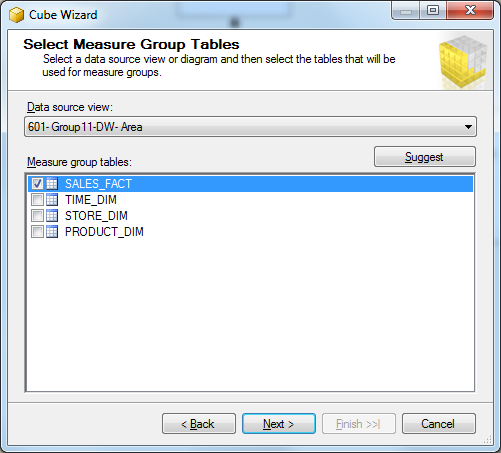 Cube Wizard
Select Measure Group Tables
Select a data source view or diagram and then select the tables that will be
used for measure groups.
Data source view:
601- Group11-DW- Area
Measure group tables:
Suggest
SALES_FACT
TIME_DIM
STORE_DIM
PRODUCT_DIM
< Back
Next >
Finish >>|
Cancel